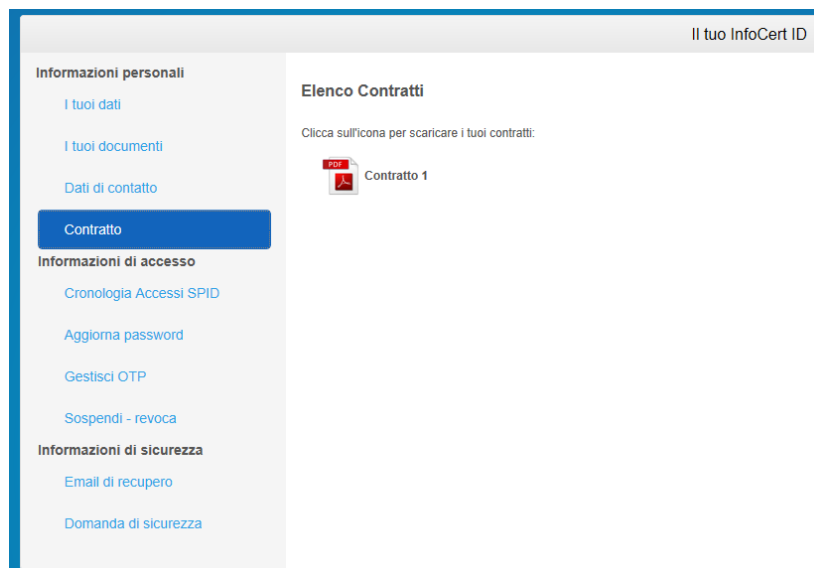 Il tuo InfoCert ID
Informazioni personali
I tuoi dati
I tuoi documenti
Dati di contatto
Contratto
Informazioni di accesso
Cronologia Accessi SPID
Aggiorna password
Gestisci OTP
Sospendi - revoca
Informazioni di sicurezza
Email di recupero
Domanda di sicurezza
Elenco Contratti
Clicca sull'icona per scaricare i tuoi contratti:
PDF
Contratto 1